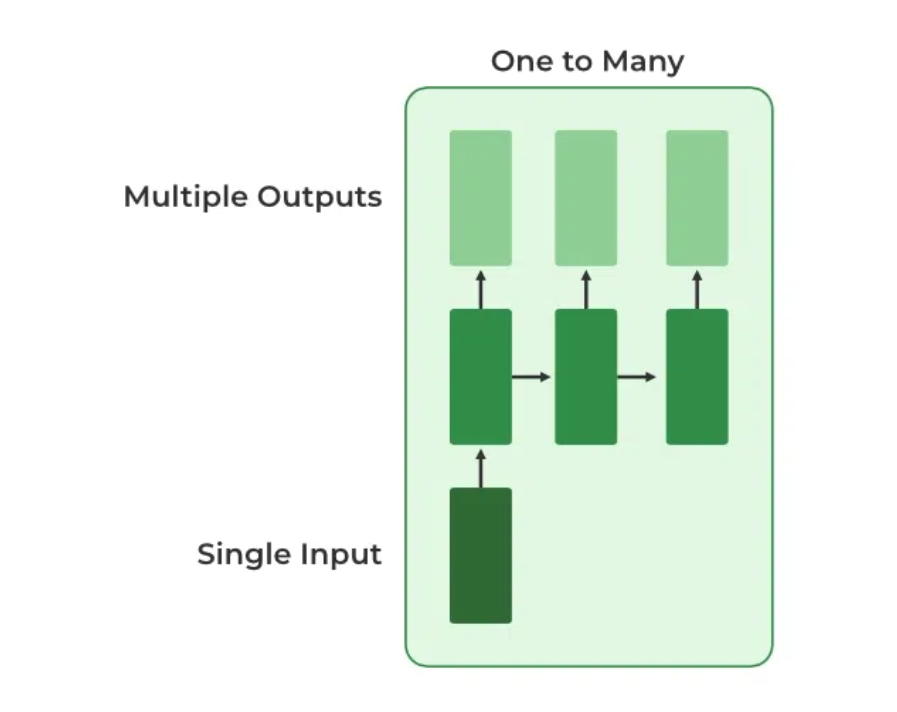 One to Many
Multiple Outputs
Single Input